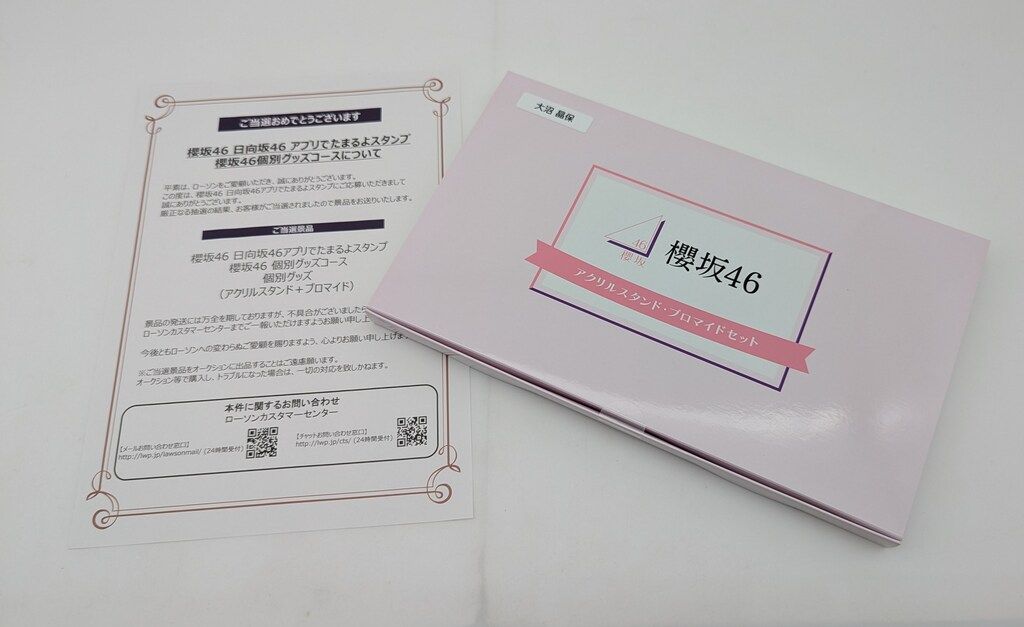 ご当選おめでとうございます
櫻坂46 日向坂46 アプリでたまるよスタンプ
櫻坂46個別グッズコースについて
平素は、ローソンをご愛顧いただき、誠にありがとうございます。
この度は、櫻坂46 日向坂46アプリでたまるよスタンプにご応募いただきまして
誠にありがとうございます。
厳正なる抽選の結果、お客様がご当選されましたので景品をお送りいたします。
ご当選景品
櫻坂46 日向坂46アプリでたまるよスタンプ
櫻坂46 個別グッズコース
個別グッズ
（アクリルスタンド＋ブロマイド）
景品の発送には万全を期しておりますが、不具合がございましたら
ローソンカスタマーセンターまでご一報いただけますようお願い申し上
今後ともローソンへの変わらぬご愛顧を賜りますよう、心よりお願い申し上げま
※ご当選景品をオークションに出品することはご遠慮願います。
オークション等で購入し、トラブルになった場合は、一切の対応を致しかねます。
本件に関するお問い合わせ
ローソンカスタマーセンター
【メールお問い合わせ窓口】
http://lwp.jp/lawsonmail/ (24時間受付)
【チャットお問い合わせ窓口】
http://lwp.jp/cts/ (24時間受付)
大沼 晶保
46
櫻坂
櫻坂46
アクリルスタンド・ブロマイドセット